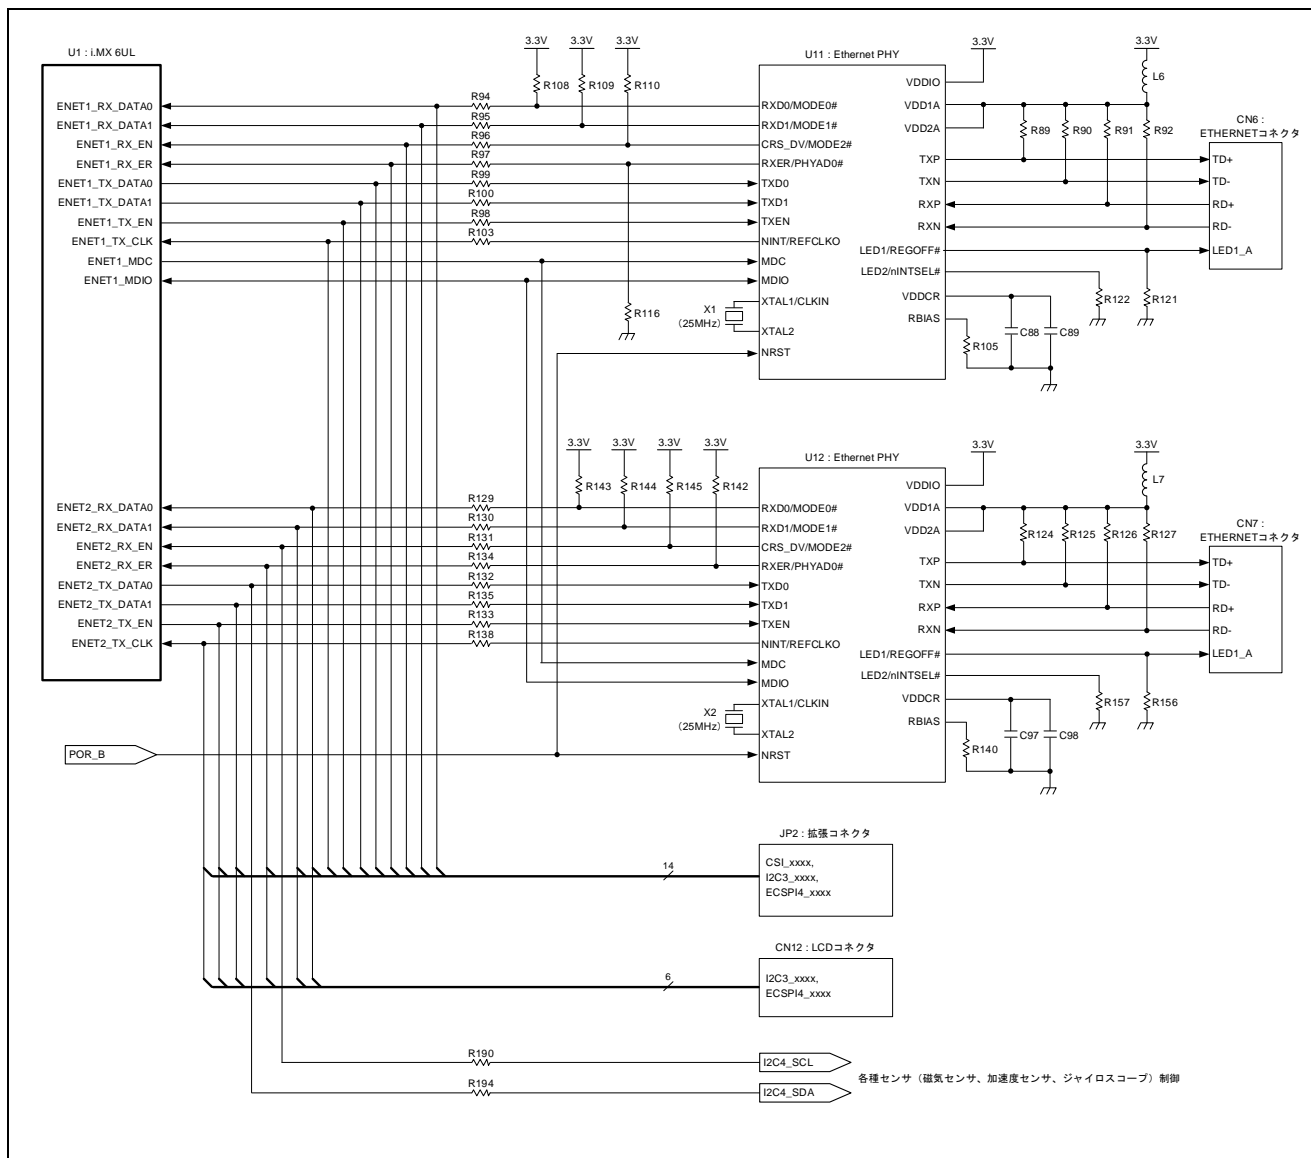 U1 : i.MX 6UL
ENET1_RX_DATA0
ENET1_RX_DATA1
ENET1_RX_EN
ENET1_RX_ER
ENET1_TX_DATA0
ENET1_TX_DATA1
ENET1_TX_EN
ENET1_TX_CLK
ENET1_MDC
ENET1_MDIO
R94
R95
R96
R97
R99
R100
R98
R103
3.3V
3.3V
3.3V
R108
R109
R110
R116
U11 : Ethernet PHY
RXD0/MODE0#
RXD1/MODE1#
CRS_DV/MODE2#
RXER/PHYAD0#
TXD0
TXD1
TXEN
NINT/REFCLKO
MDC
MDIO
XTAL1/CLKIN
XTAL2
NRST
X1
(25MHz)
VDDIO
VDD1A
VDD2A
TXP
TXN
RXP
RXN
LED1/REGOFF#
LED2/nINTSEL#
VDDCR
RBIAS
3.3V
3.3V
L6
R89
R90
R91
R92
R122
R121
R105
C88
C89
CN6 :
ETHERNETコネクタ
TD+
TD-
RD+
RD-
LED1_A
ENET2_RX_DATA0
ENET2_RX_DATA1
ENET2_RX_EN
ENET2_RX_ER
ENET2_TX_DATA0
ENET2_TX_DATA1
ENET2_TX_EN
ENET2_TX_CLK
R129
R130
R131
R134
R132
R135
R133
R138
3.3V
3.3V
3.3V
3.3V
R143
R144
R145
R142
U12 : Ethernet PHY
RXD0/MODE0#
RXD1/MODE1#
CRS_DV/MODE2#
RXER/PHYAD0#
TXD0
TXD1
TXEN
NINT/REFCLKO
MDC
MDIO
XTAL1/CLKIN
XTAL2
NRST
X2
(25MHz)
VDDIO
VDD1A
VDD2A
TXP
TXN
RXP
RXN
LED1/REGOFF#
LED2/nINTSEL#
VDDCR
RBIAS
3.3V
3.3V
L7
R124
R125
R126
R127
R157
R156
R140
C97
C98
CN7 :
ETHERNETコネクタ
TD+
TD-
RD+
RD-
LED1_A
POR_B
JP2 : 拡張コネクタ
14
CSI_xxxx,
I2C3_xxxx,
ECSPI4_xxxx
CN12 : LCDコネクタ
6
I2C3_xxxx,
ECSPI4_xxxx
R190
I2C4_SCL
R194
I2C4_SDA
各種センサ（磁気センサ、加速度センサ、ジャイロスコープ）制御